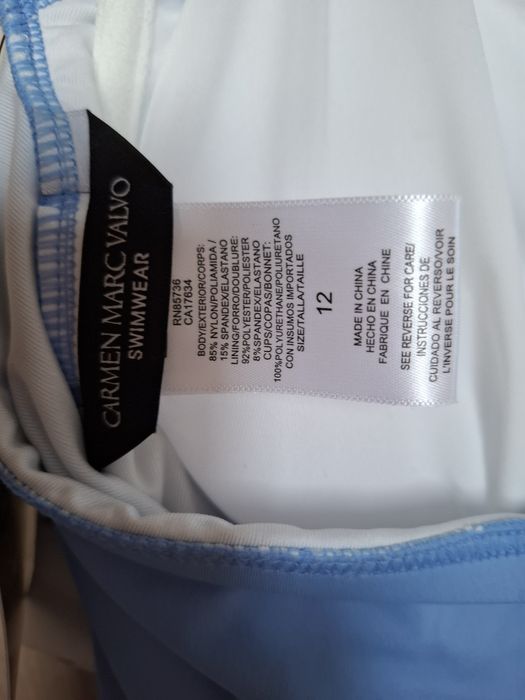 CARMEN MARC VALVO
SWIMWEAR
RN85736
CA17634
BODY/EXTERIOR/CORPS:
85% NYLON/POLIAMIDA /
15% SPANDEX/ELASTANO
LINING/FORRO/DOUBLURE:
92%POLYESTER/POLIESTER
8%SPANDEX/ELASTANO
CUPS/COPAS/BONNET:
100%POLYURETHANE/POLIURETANO
CON INSUMOS IMPORTADOS
SIZE/TALLA/TAILLE
12
MADE IN CHINA
HECHO EN CHINA
FABRIQUE EN CHINE
SEE REVERSE FOR CARE/
INSTRUCCIONES DE
CUIDADO AL REVERSO/VOIR
L'INVERSE POUR LE SOIN